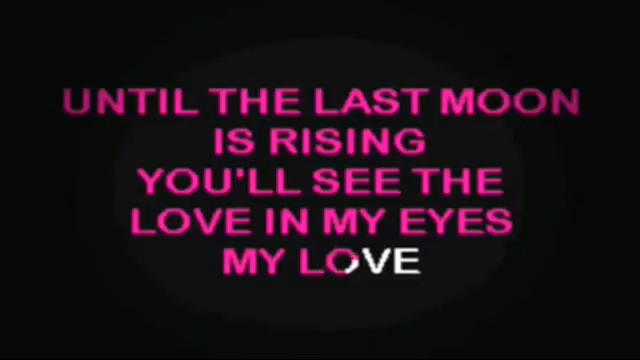 UNTIL THE LAST MOON
IS RISING
YOU'LL SEE THE
LOVE IN MY EYES
MY LOVE